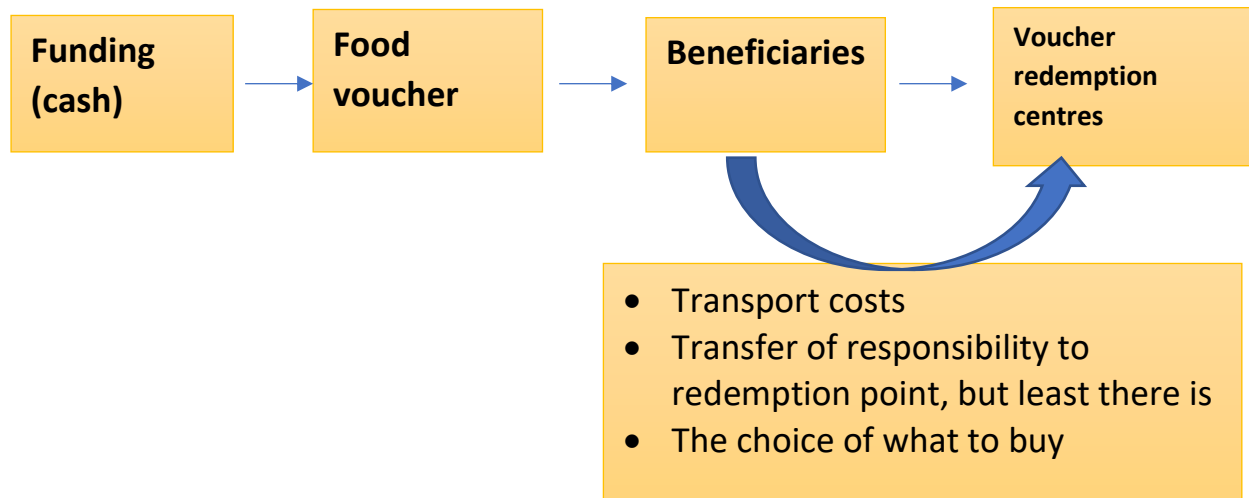 Funding
(cash)
Food
voucher
Beneficiaries
Voucher
redemption
centres
• Transport costs
• Transfer of responsibility to
redemption point, but least there is
• The choice of what to buy